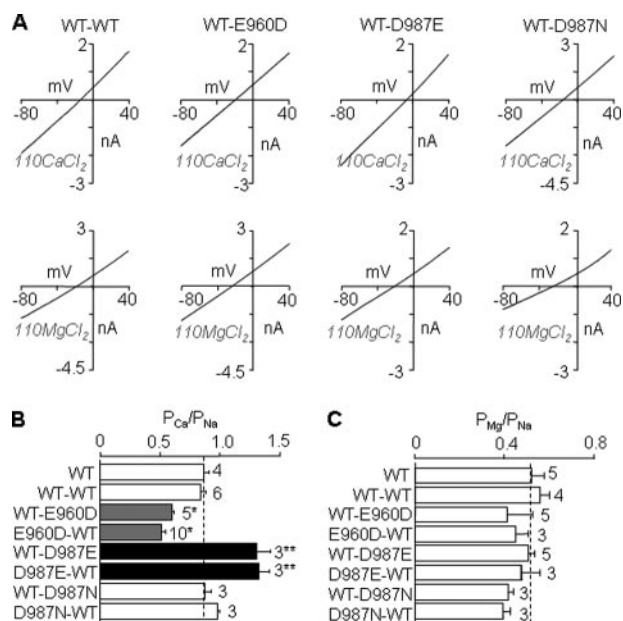 A
WT-WT WT-E960D WT-D987E WT-D987N
2 2 2 3
mV mV mV mV
-80 40 -80 40 -80 40 -80 40
nA nA nA nA
110CaCl2 110CaCl2 110CaCl2 110CaCl2
-3 -3 -3 -4.5
3 3 2 2
mV mV mV mV
-80 40 -80 40 -80 40 -80 40
nA nA nA nA
110MgCl2 110MgCl2 110MgCl2 110MgCl2
-4.5 -4.5 -3 -3
B
PCa/PNa
0 0.5 1 1.5
WT 4
WT-WT 6
WT-E960D 5*
E960D-WT 10*
WT-D987E 3**
D987E-WT 3**
WT-D987N 3
D987N-WT 3
C
PMg/PNa
0 0.4 0.8
WT 5
WT-WT 4
WT-E960D 5
E960D-WT 3
WT-D987E 5
D987E-WT 3
WT-D987N 3
D987N-WT 3